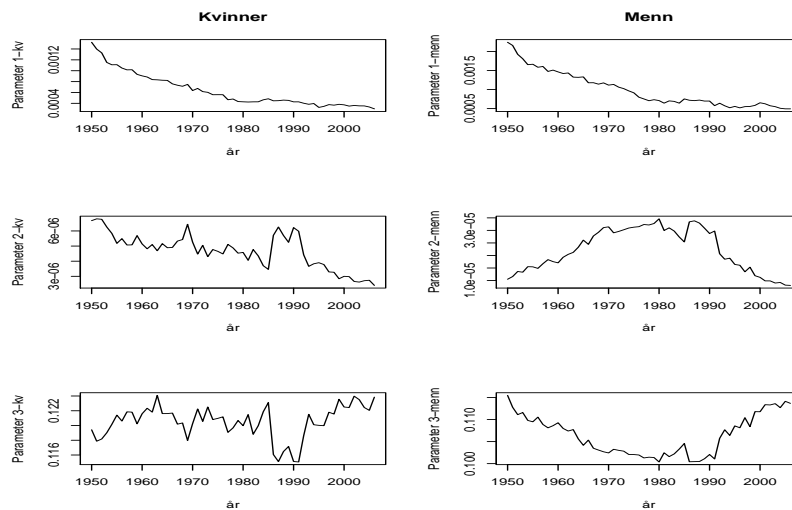 Kvinner
Menn
Parameter 1−kv
0.0004
0.0012
1950 1960 1970 1980 1990 2000
år
Parameter 1−menn
0.0005
0.0015
1950 1960 1970 1980 1990 2000
år
Parameter 2−kv
3e−06
6e−06
1950 1960 1970 1980 1990 2000
år
Parameter 2−menn
1.0e−05
3.0e−05
1950 1960 1970 1980 1990 2000
år
Parameter 3−kv
0.116
0.122
1950 1960 1970 1980 1990 2000
år
Parameter 3−menn
0.100
0.110
1950 1960 1970 1980 1990 2000
år